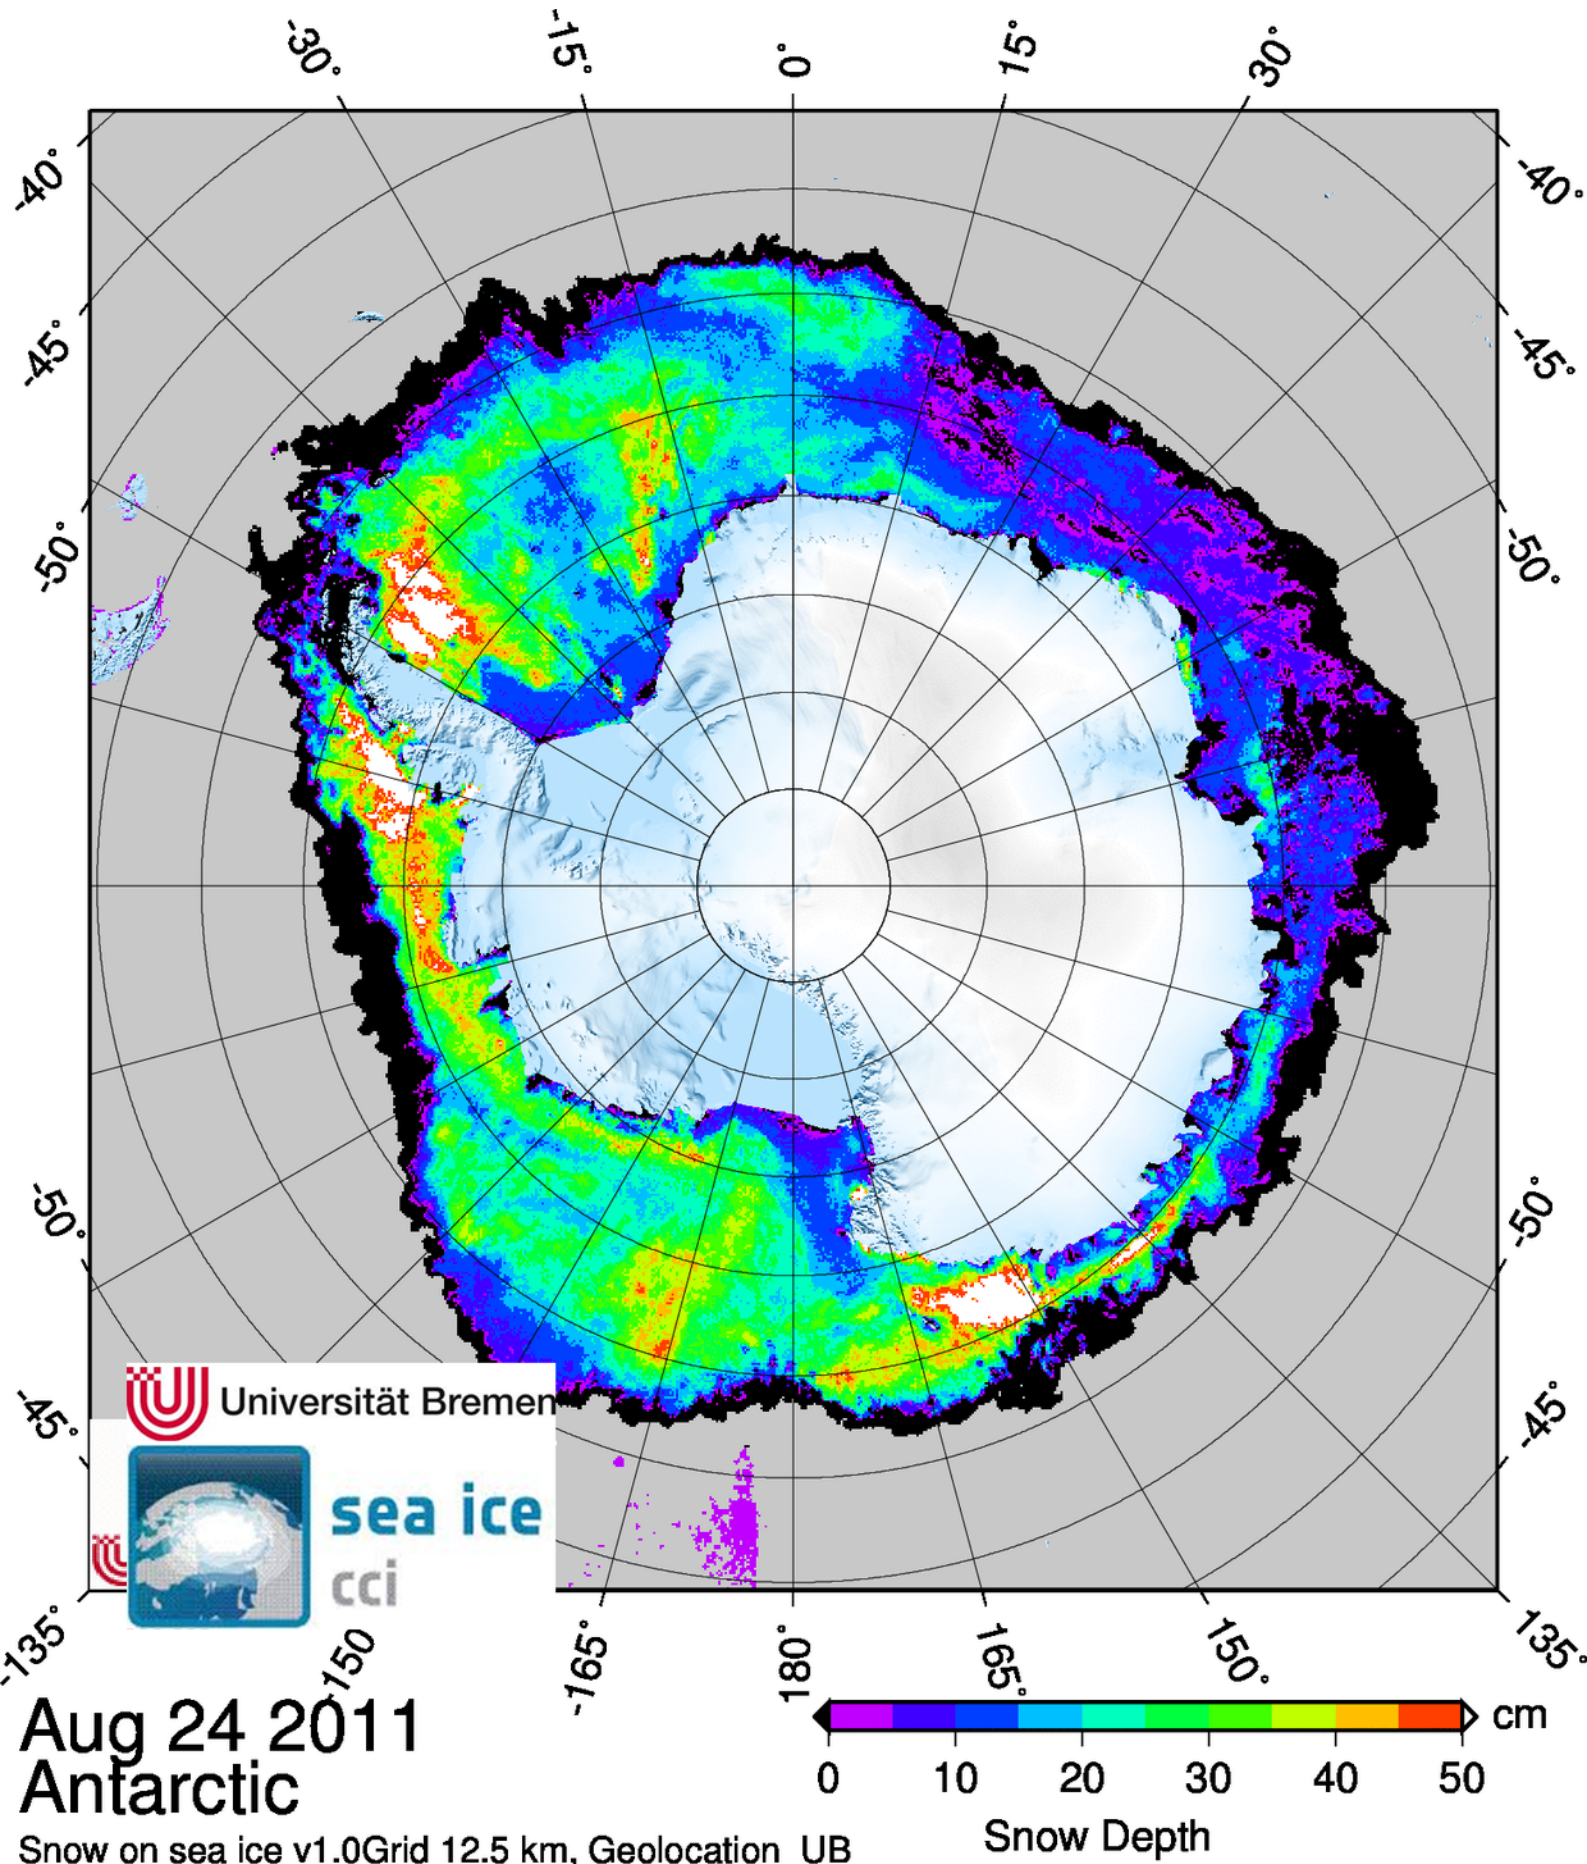 -30°
-15°
0°
15°
30°
-40°
-40°
-45°
-45°
-50°
-50°
-50°
-50°
-45°
-45°
Universität Bremen
sea ice
cci
-135°
-150
-165°
180°
165°
150°
135°
Aug 24 2011
Antarctic
Snow on sea ice v1.0Grid 12.5 km, Geolocation UB
cm
0 10 20 30 40 50
Snow Depth